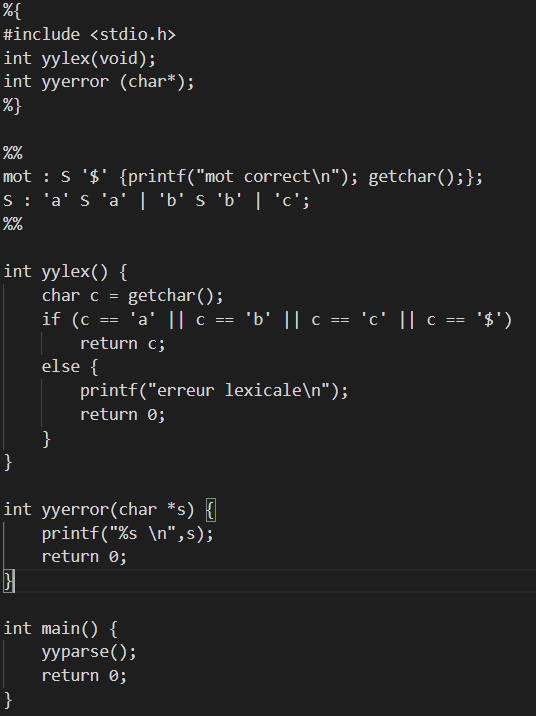 %{
#include <stdio.h>
int yylex(void);
int yyerror (char*);
%}

%%
mot : S '$' {printf("mot correct\n"); getchar();};
S : 'a' S 'a' | 'b' S 'b' | 'c';
%%

int yylex() {
    char c = getchar();
    if (c == 'a' || c == 'b' || c == 'c' || c == '$')
        return c;
    else {
        printf("erreur lexicale\n");
        return 0;
    }
}

int yyerror(char *s) {
    printf("%s \n",s);
    return 0;
}

int main() {
    yyparse();
    return 0;
}